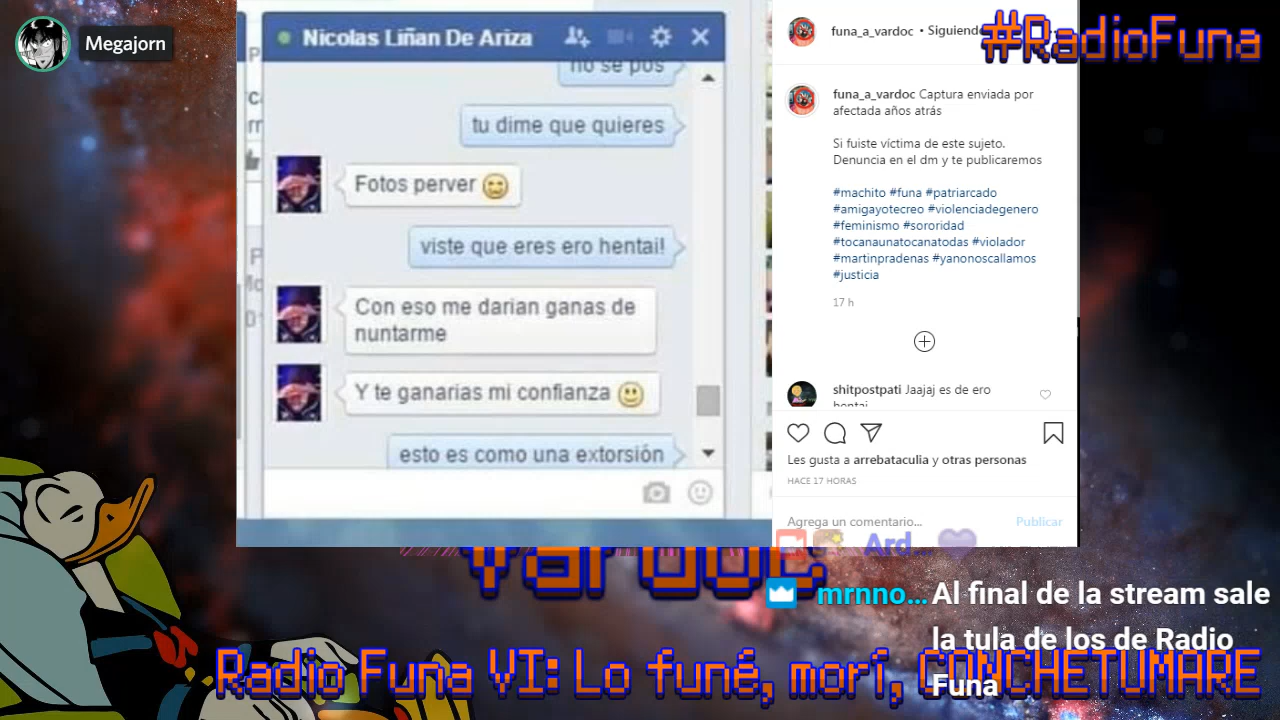 Megajorn
Nicolas Liñan De Ariza
no se pos
tu dime que quieres
Fotos perver
viste que eres ero hentai!
Con eso me darian ganas de
nuntarme
Y te ganarias mi confianza
esto es como una extorsión
funa_a_vardoc • Siguiendo
#RadioFuna
funa_a_vardoc Captura enviada por
afectada años atrás
Si fuiste víctima de este sujeto.
Denuncia en el dm y te publicaremos
#machito #funa #patriarcado
#amigayotecreo #violenciadegenero
#feminismo #sororidad
#tocanaunatocanatodas #violador
#martinpradenas #yanonoscallamos
#justicia
17 h
shitpostpati Jaajaj es de ero
hentai
Les gusta a arrebataculia y otras personas
HACE 17 HORAS
Agrega un comentario... Publicar
Ard...
Vardoc
mrnno... Al final de la stream sale
la tula de los de Radio
Funa
Radio Funa VI: Lo funé, morí, CONCHETUMARE